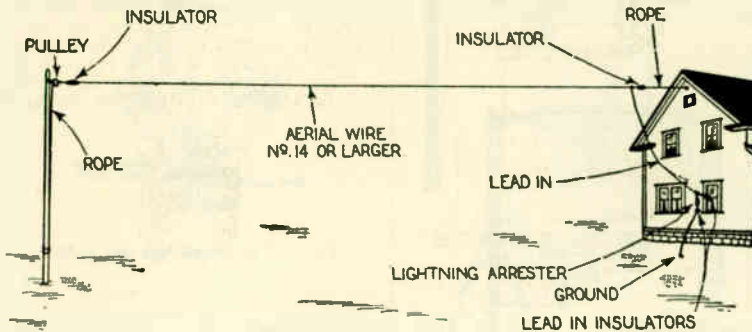 INSULATOR
ROPE
PULLEY
INSULATOR
AERIAL WIRE
Nº.14 OR LARGER
ROPE
LEAD IN
LIGHTNING ARRESTER
GROUND
LEAD IN INSULATORS